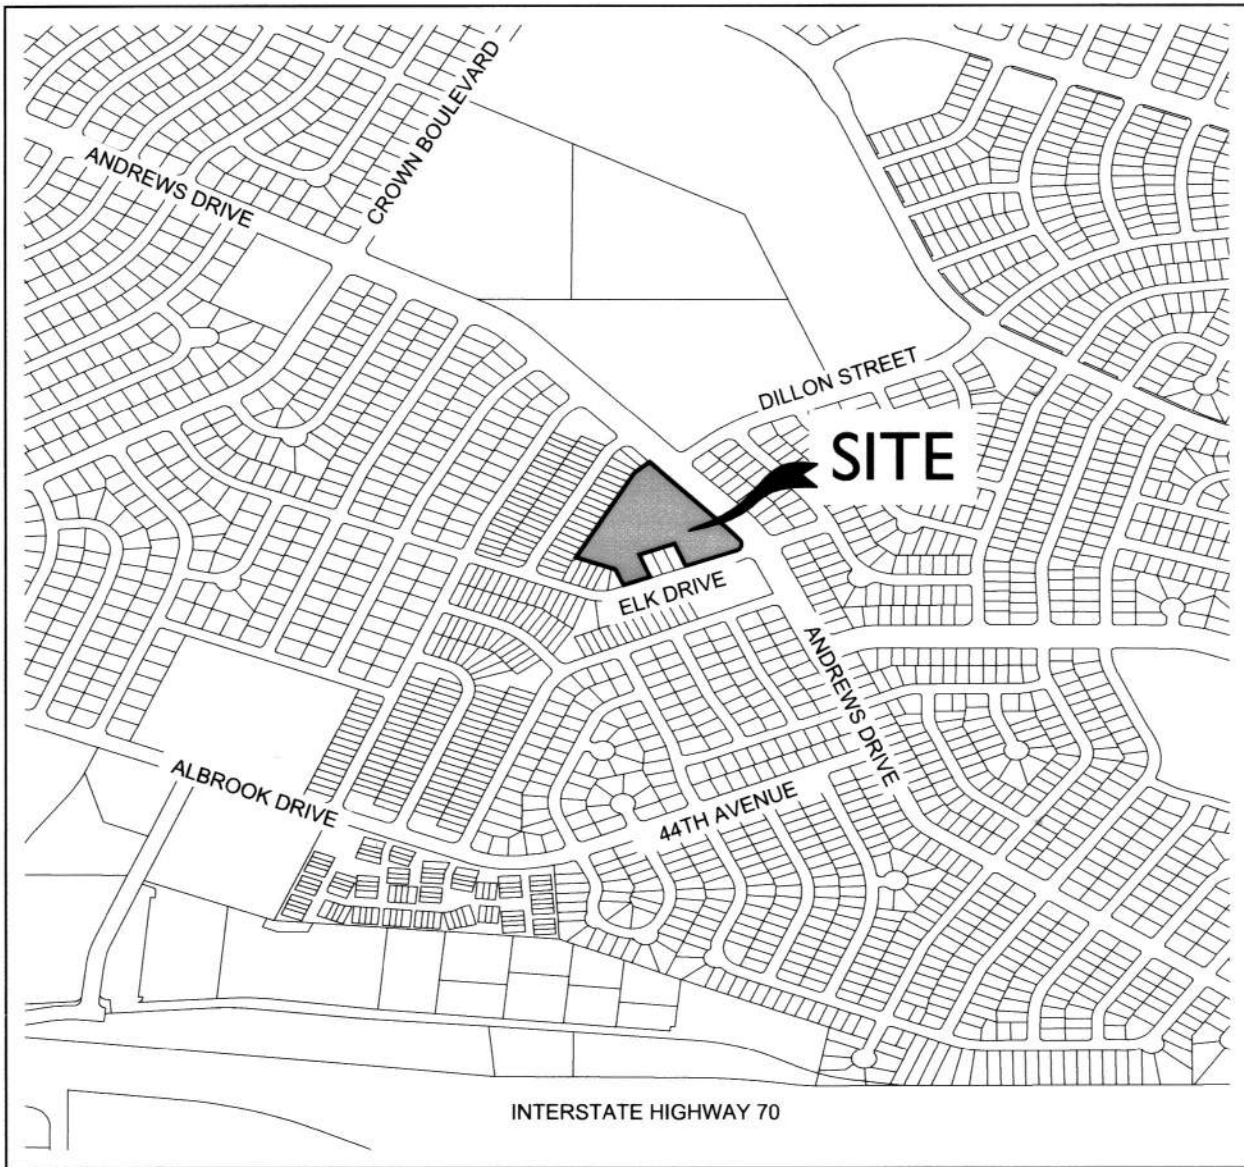 CROWN BOULEVARD
ANDREWS DRIVE
DILLON STREET
SITE
ELK DRIVE
ANDREWS DRIVE
ALBROOK DRIVE
44TH AVENUE
INTERSTATE HIGHWAY 70